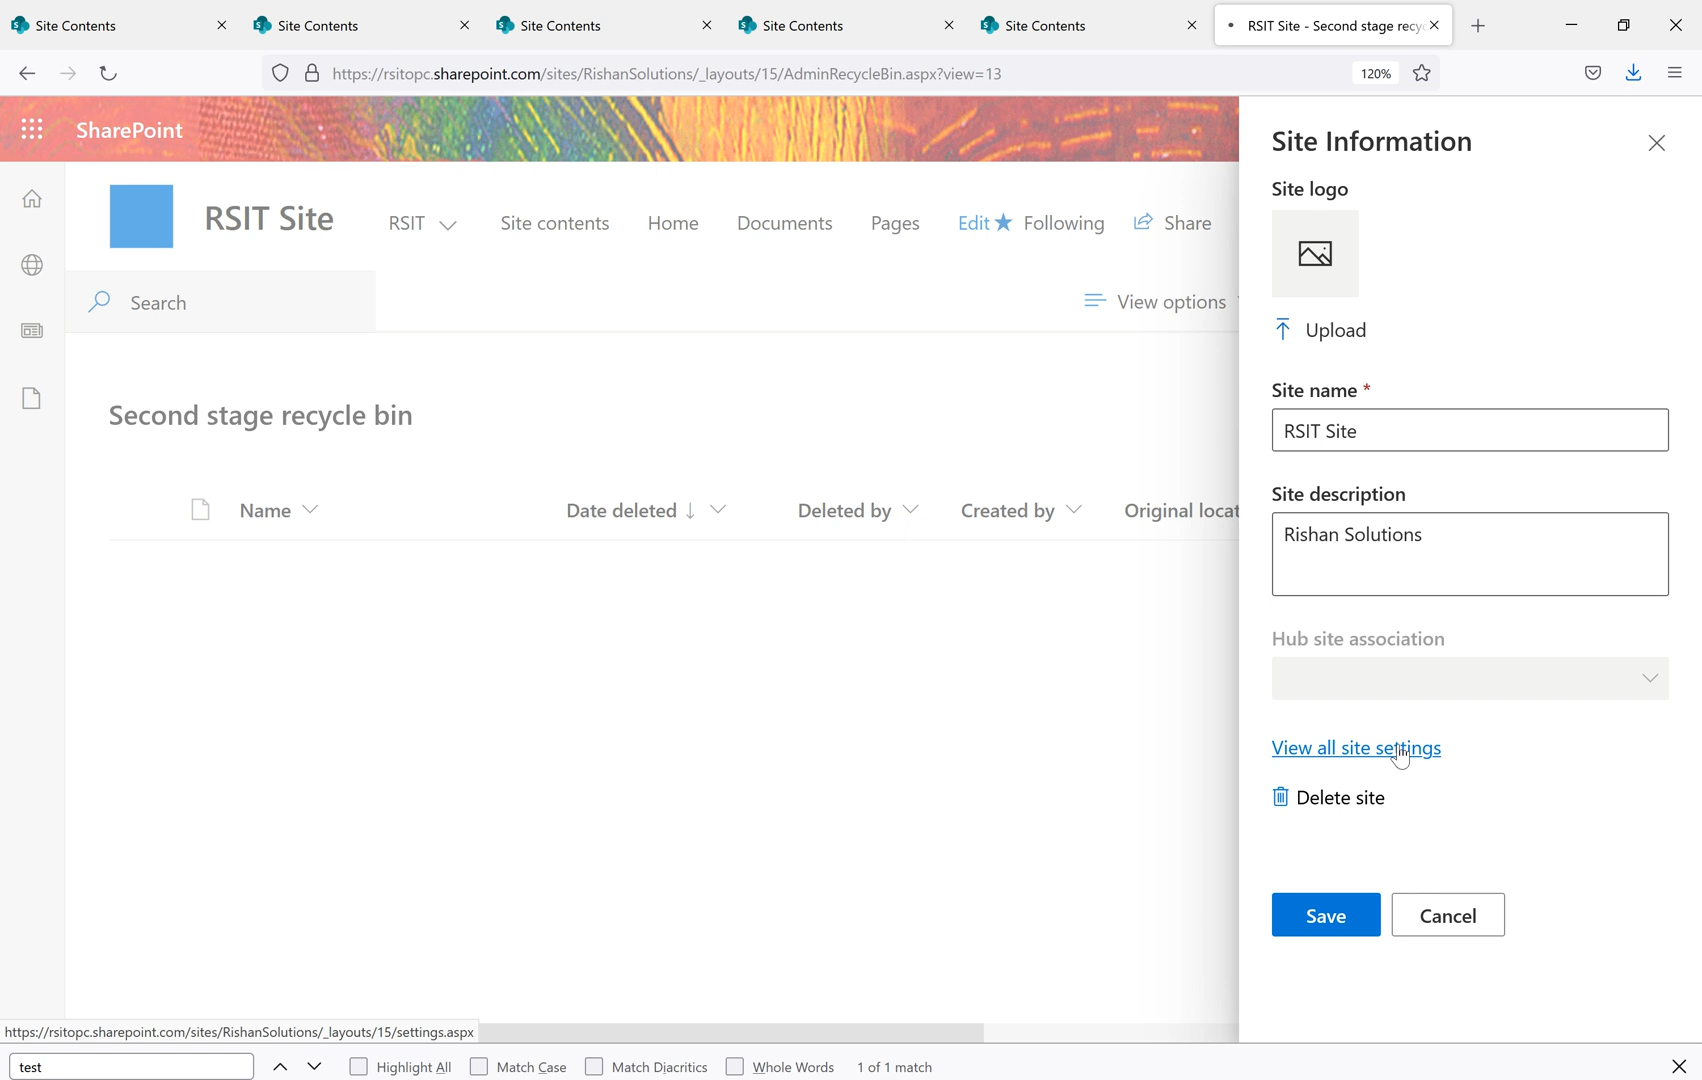 Site Contents
Site Contents
Site Contents
Site Contents
Site Contents
RSIT Site - Second stage recy
https://rsitopc.sharepoint.com/sites/RishanSolutions/_layouts/15/AdminRecycleBin.aspx?view=13
120%
SharePoint
RSIT Site
RSIT
Site contents
Home
Documents
Pages
Edit
Following
Share
Search
View options
Second stage recycle bin
Name
Date deleted
Deleted by
Created by
Original locat
Site Information
Site logo
Upload
Site name *
RSIT Site
Site description
Rishan Solutions
Hub site association
View all site settings
Delete site
Save
Cancel
https://rsitopc.sharepoint.com/sites/RishanSolutions/_layouts/15/settings.aspx
test
Highlight All
Match Case
Match Diacritics
Whole Words
1 of 1 match